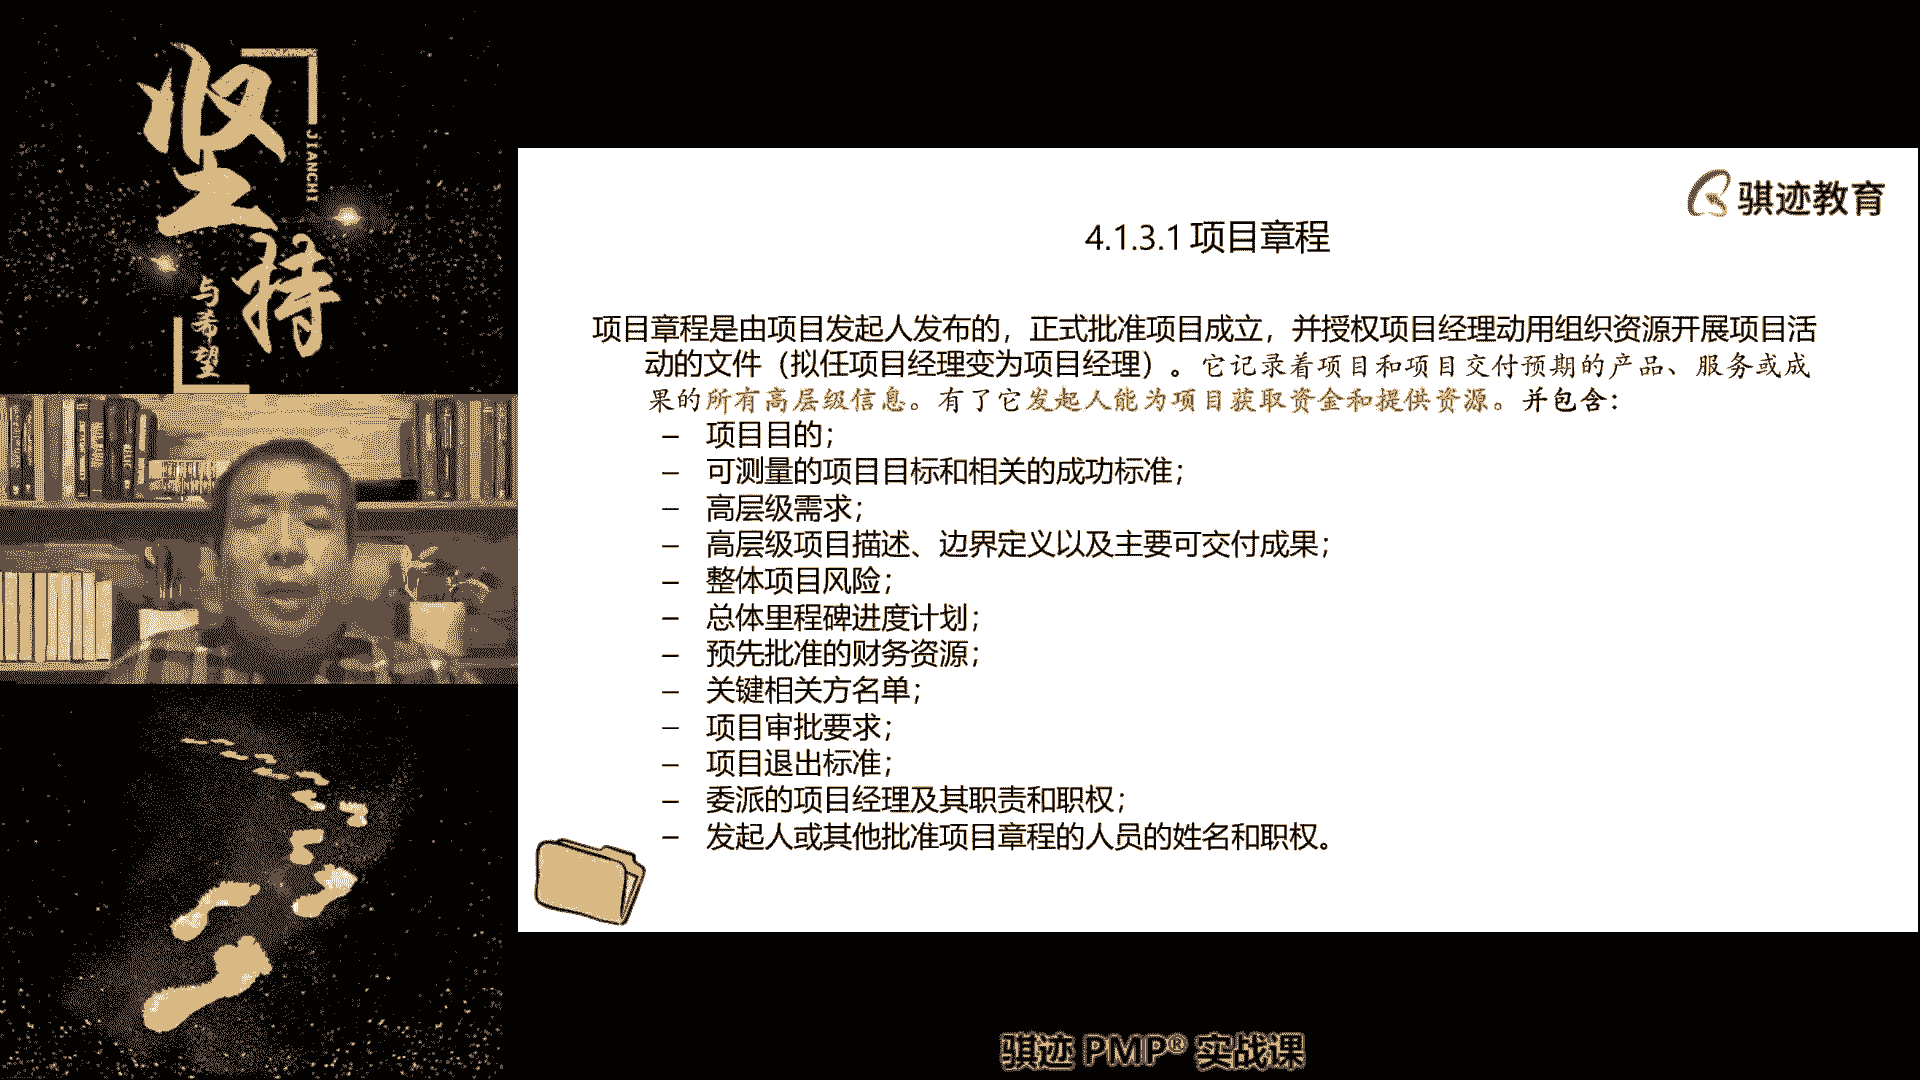 坚持
JIANCHI
与希望
骐迹教育
4.1.3.1 项目章程
项目章程是由项目发起人发布的，正式批准项目成立，并授权项目经理动用组织资源开展项目活
动的文件（拟任项目经理变为项目经理）。它记录着项目和项目交付预期的产品、服务或成
果的所有高层级信息。有了它发起人能为项目获取资金和提供资源。并包含：
– 项目目的；
– 可测量的项目目标和相关的成功标准；
– 高层级需求；
– 高层级项目描述、边界定义以及主要可交付成果；
– 整体项目风险；
– 总体里程碑进度计划；
– 预先批准的财务资源；
– 关键相关方名单；
– 项目审批要求；
– 项目退出标准；
– 委派的项目经理及其职责和职权；
– 发起人或其他批准项目章程的人员的姓名和职权。
骐迹 PMP® 实战课